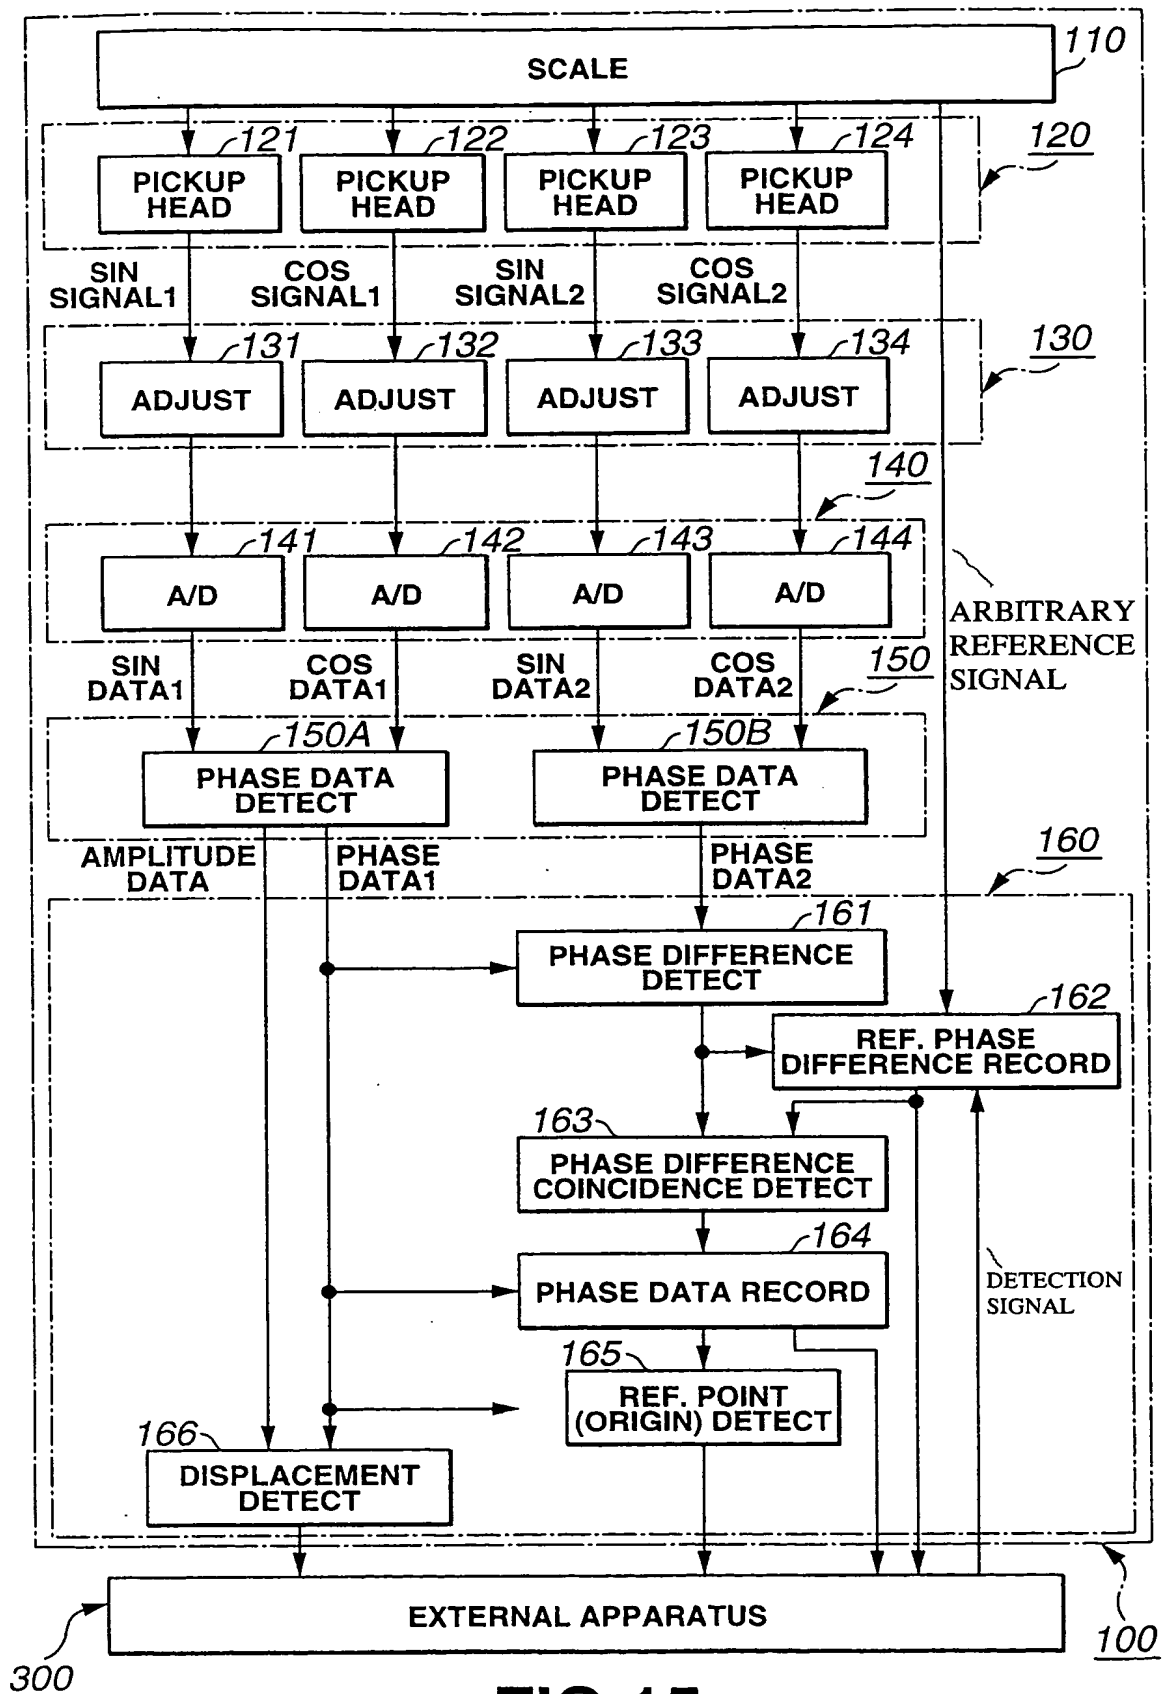 110
SCALE
120
121
122
123
124
PICKUP
HEAD
PICKUP
HEAD
PICKUP
HEAD
PICKUP
HEAD
SIN
SIGNAL1
COS
SIGNAL1
SIN
SIGNAL2
COS
SIGNAL2
130
131
132
133
134
ADJUST
ADJUST
ADJUST
ADJUST
140
141
142
143
144
A/D
A/D
A/D
A/D
ARBITRARY
REFERENCE
SIGNAL
SIN
DATA1
COS
DATA1
SIN
DATA2
COS
DATA2
150
150A
150B
PHASE DATA
DETECT
PHASE DATA
DETECT
AMPLITUDE
DATA
PHASE
DATA1
PHASE
DATA2
160
161
PHASE DIFFERENCE
DETECT
162
REF. PHASE
DIFFERENCE RECORD
163
PHASE DIFFERENCE
COINCIDENCE DETECT
164
PHASE DATA RECORD
DETECTION
SIGNAL
165
REF. POINT
(ORIGIN) DETECT
166
DISPLACEMENT
DETECT
EXTERNAL APPARATUS
100
300